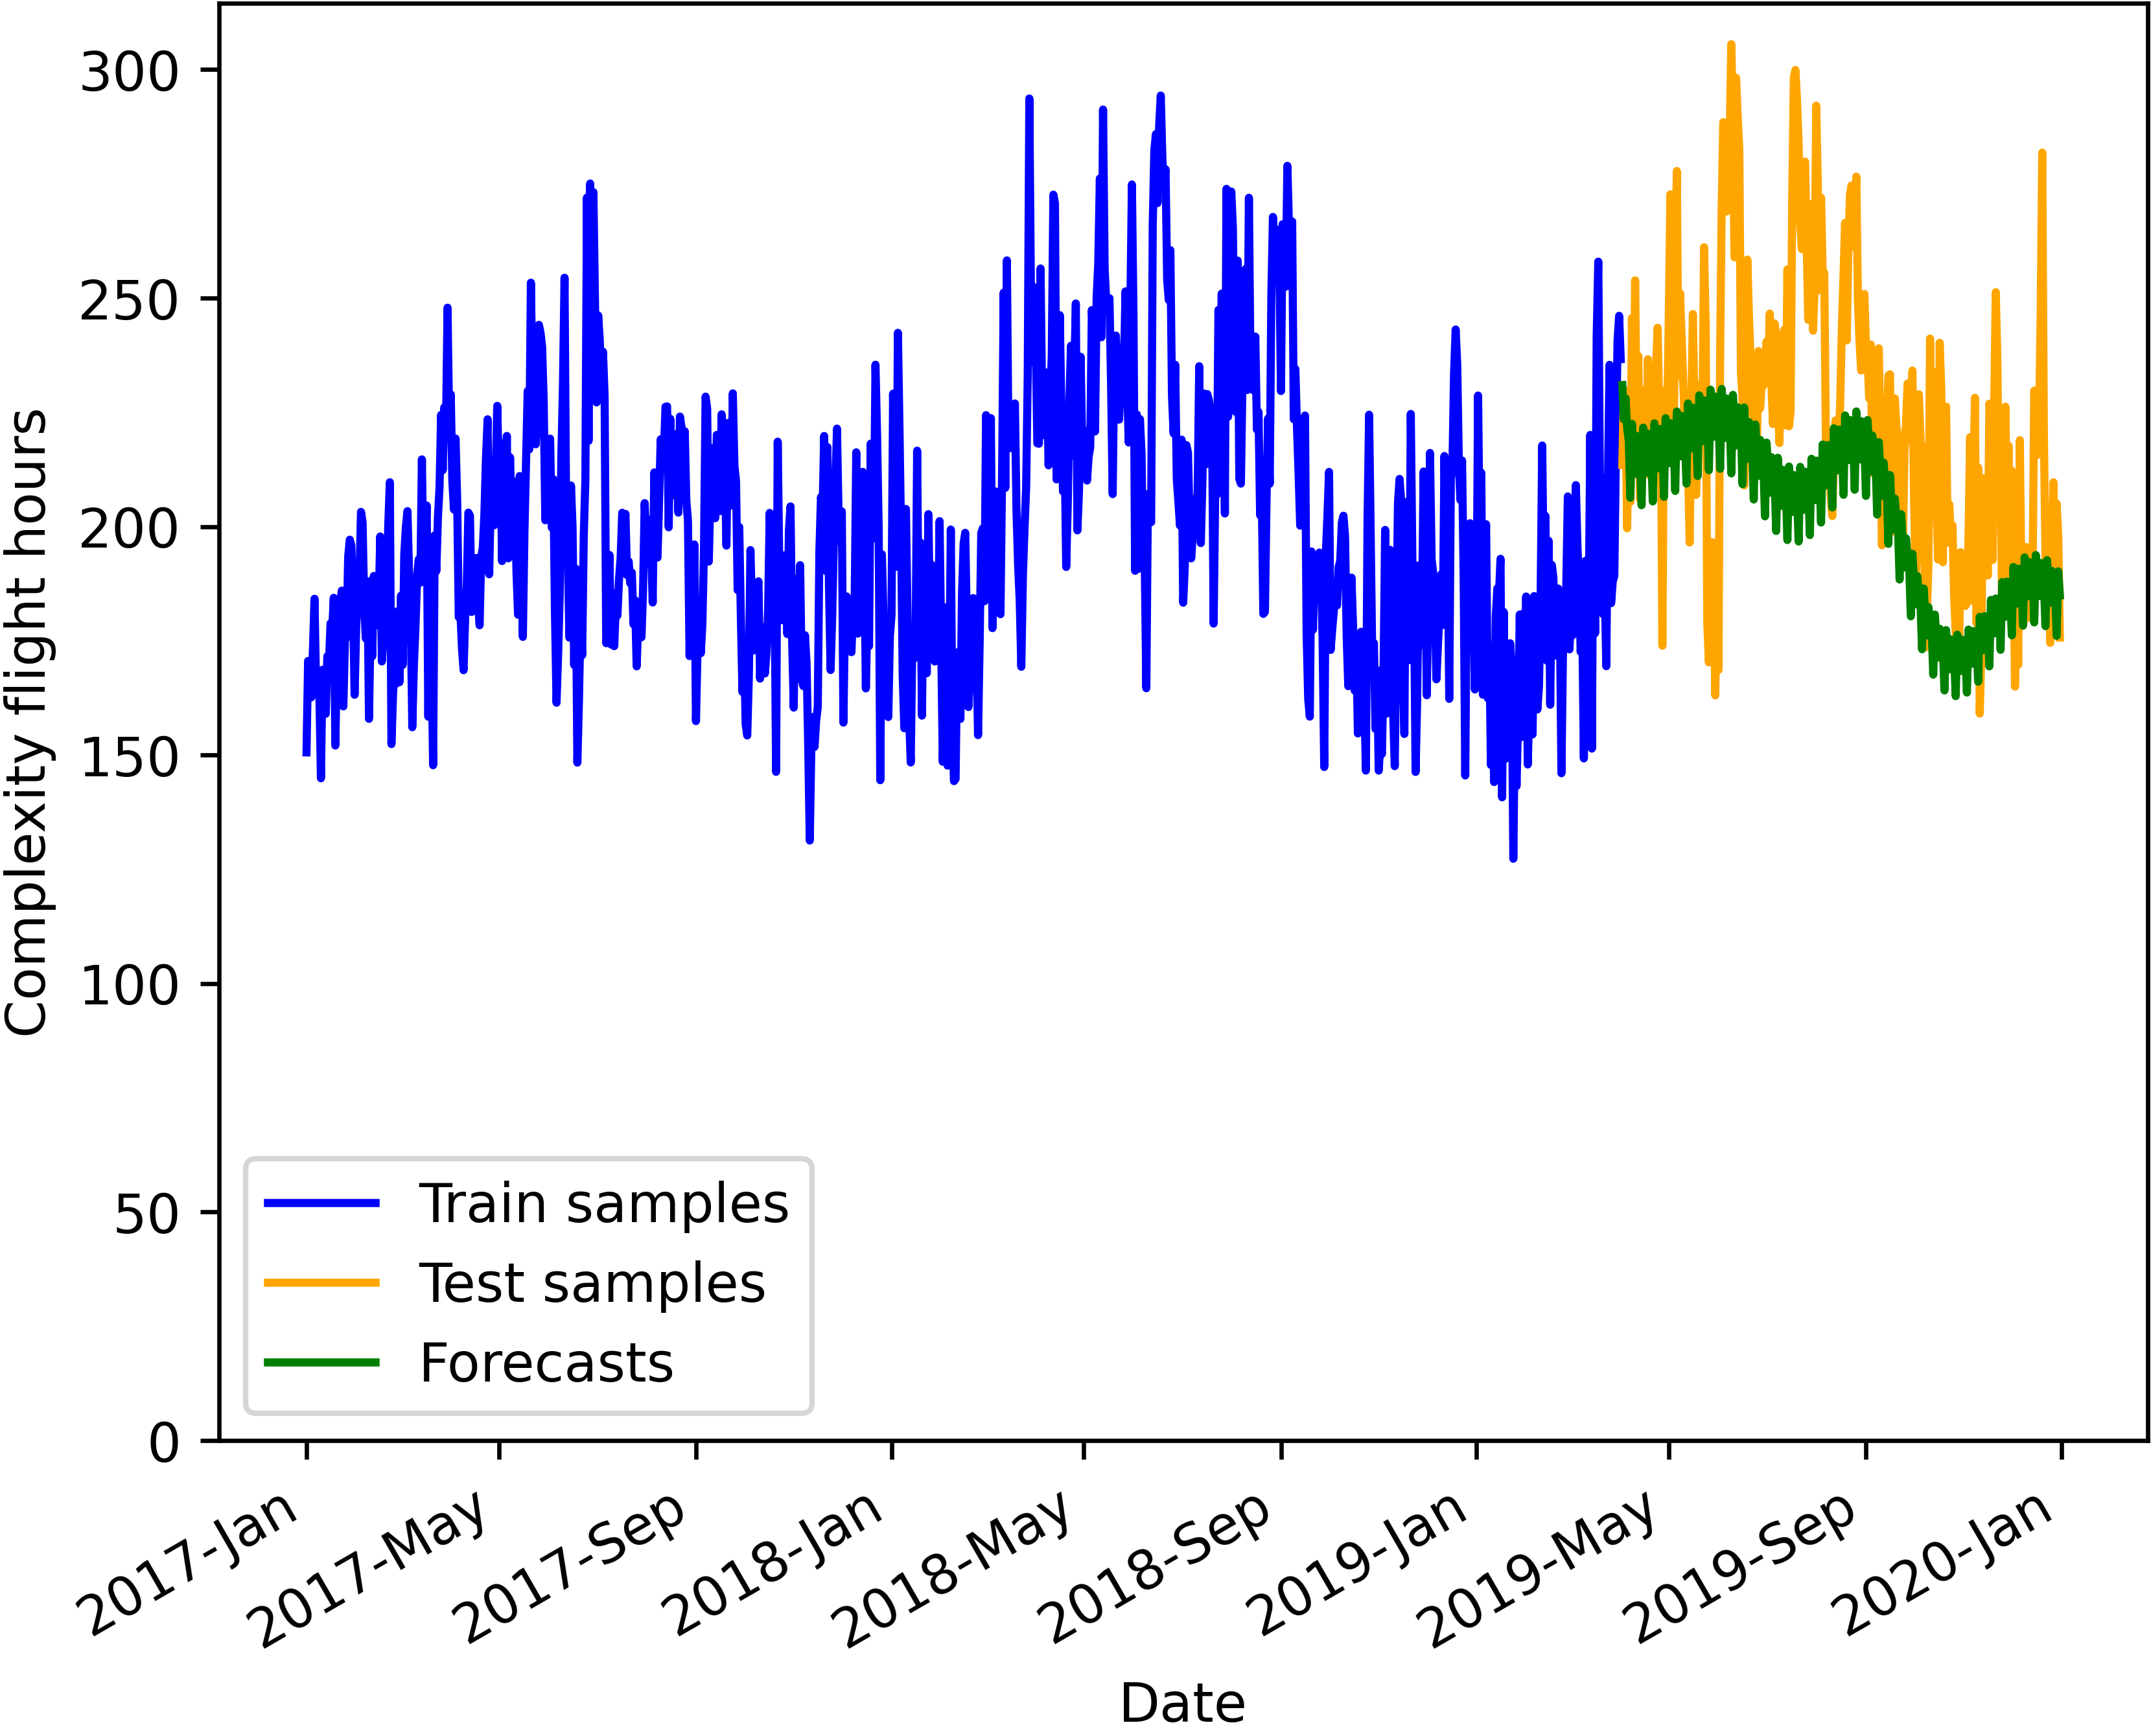 Complexity flight hours
300
250
200
150
100
50
0
Train samples
Test samples
Forecasts
2017-Jan
2017-May
2017-Sep
2018-Jan
2018-May
2018-Sep
2019-Jan
2019-May
2019-Sep
2020-Jan
Date